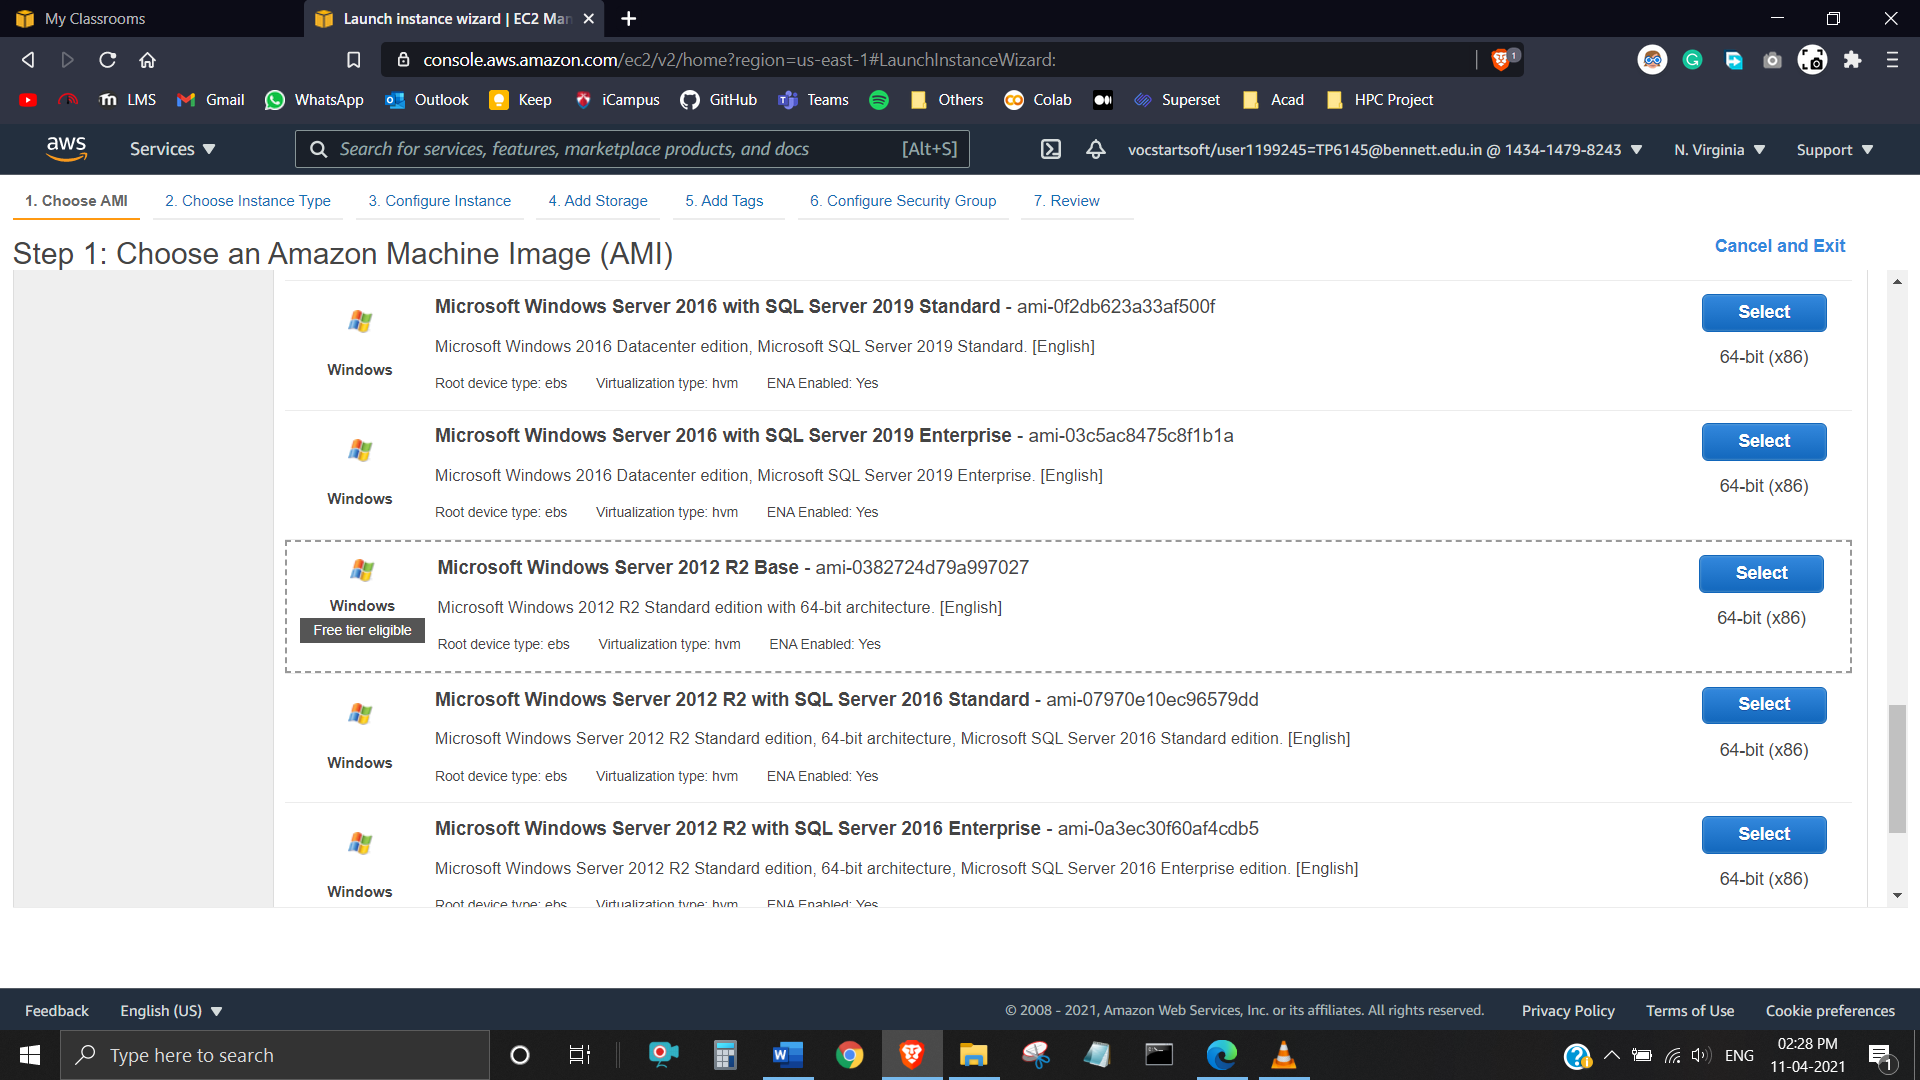 My Classrooms
Launch instance wizard | EC2 Man
console.aws.amazon.com/ec2/v2/home?region=us-east-1#LaunchInstanceWizard:
1
LMS Gmail WhatsApp Outlook Keep iCampus GitHub Teams Others Colab Superset Acad HPC Project
aws Services Search for services, features, marketplace products, and docs [Alt+S] vocstartsoft/user1199245=TP6145@bennett.edu.in @ 1434-1479-8243 N. Virginia Support
1. Choose AMI 2. Choose Instance Type 3. Configure Instance 4. Add Storage 5. Add Tags 6. Configure Security Group 7. Review
Step 1: Choose an Amazon Machine Image (AMI)
Cancel and Exit
Microsoft Windows Server 2016 with SQL Server 2019 Standard - ami-0f2db623a33af500f
Select
Microsoft Windows 2016 Datacenter edition, Microsoft SQL Server 2019 Standard. [English]
64-bit (x86)
Windows
Root device type: ebs Virtualization type: hvm ENA Enabled: Yes
Microsoft Windows Server 2016 with SQL Server 2019 Enterprise - ami-03c5ac8475c8f1b1a
Select
Microsoft Windows 2016 Datacenter edition, Microsoft SQL Server 2019 Enterprise. [English]
64-bit (x86)
Windows
Root device type: ebs Virtualization type: hvm ENA Enabled: Yes
Microsoft Windows Server 2012 R2 Base - ami-0382724d79a997027
Select
Windows
Microsoft Windows 2012 R2 Standard edition with 64-bit architecture. [English]
64-bit (x86)
Free tier eligible
Root device type: ebs Virtualization type: hvm ENA Enabled: Yes
Microsoft Windows Server 2012 R2 with SQL Server 2016 Standard - ami-07970e10ec96579dd
Select
Microsoft Windows Server 2012 R2 Standard edition, 64-bit architecture, Microsoft SQL Server 2016 Standard edition. [English]
64-bit (x86)
Windows
Root device type: ebs Virtualization type: hvm ENA Enabled: Yes
Microsoft Windows Server 2012 R2 with SQL Server 2016 Enterprise - ami-0a3ec30f60af4cdb5
Select
Microsoft Windows Server 2012 R2 Standard edition, 64-bit architecture, Microsoft SQL Server 2016 Enterprise edition. [English]
64-bit (x86)
Windows
Root device type: ebs Virtualization type: hvm ENA Enabled: Yes
Feedback English (US) © 2008 - 2021, Amazon Web Services, Inc. or its affiliates. All rights reserved. Privacy Policy Terms of Use Cookie preferences
Type here to search
ENG
02:28 PM
11-04-2021
1